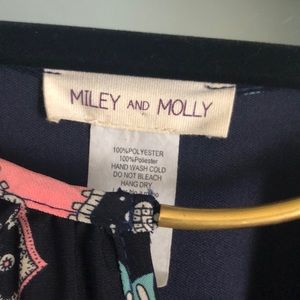 MILEY AND MOLLY
100%POLYESTER
100%Poliester
HAND WASH COLD
DO NOT BLEACH
HANG DRY